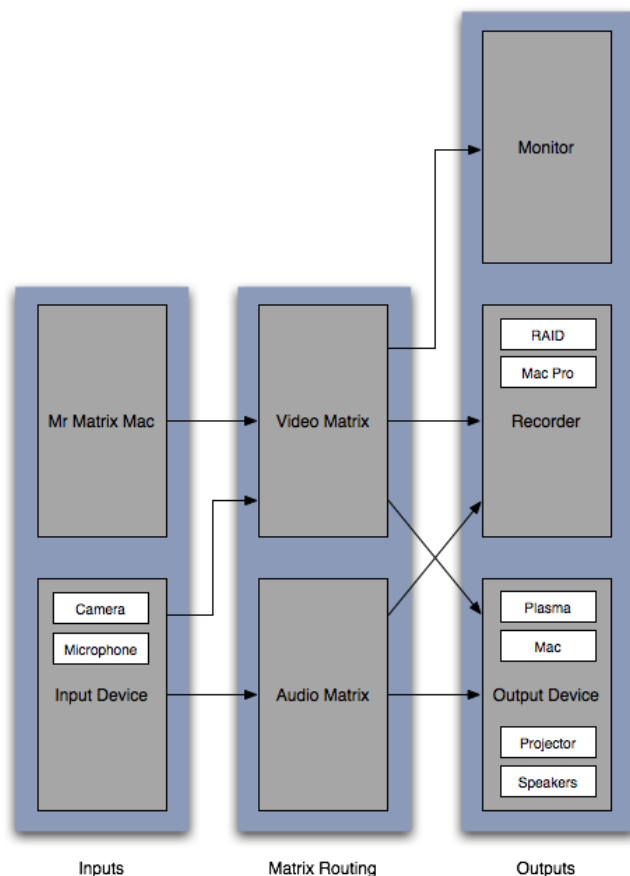 Monitor
RAID
Mac Pro
Recorder
Mr Matrix Mac
Video Matrix
Camera
Microphone
Input Device
Audio Matrix
Plasma
Mac
Output Device
Projector
Speakers
Inputs
Matrix Routing
Outputs